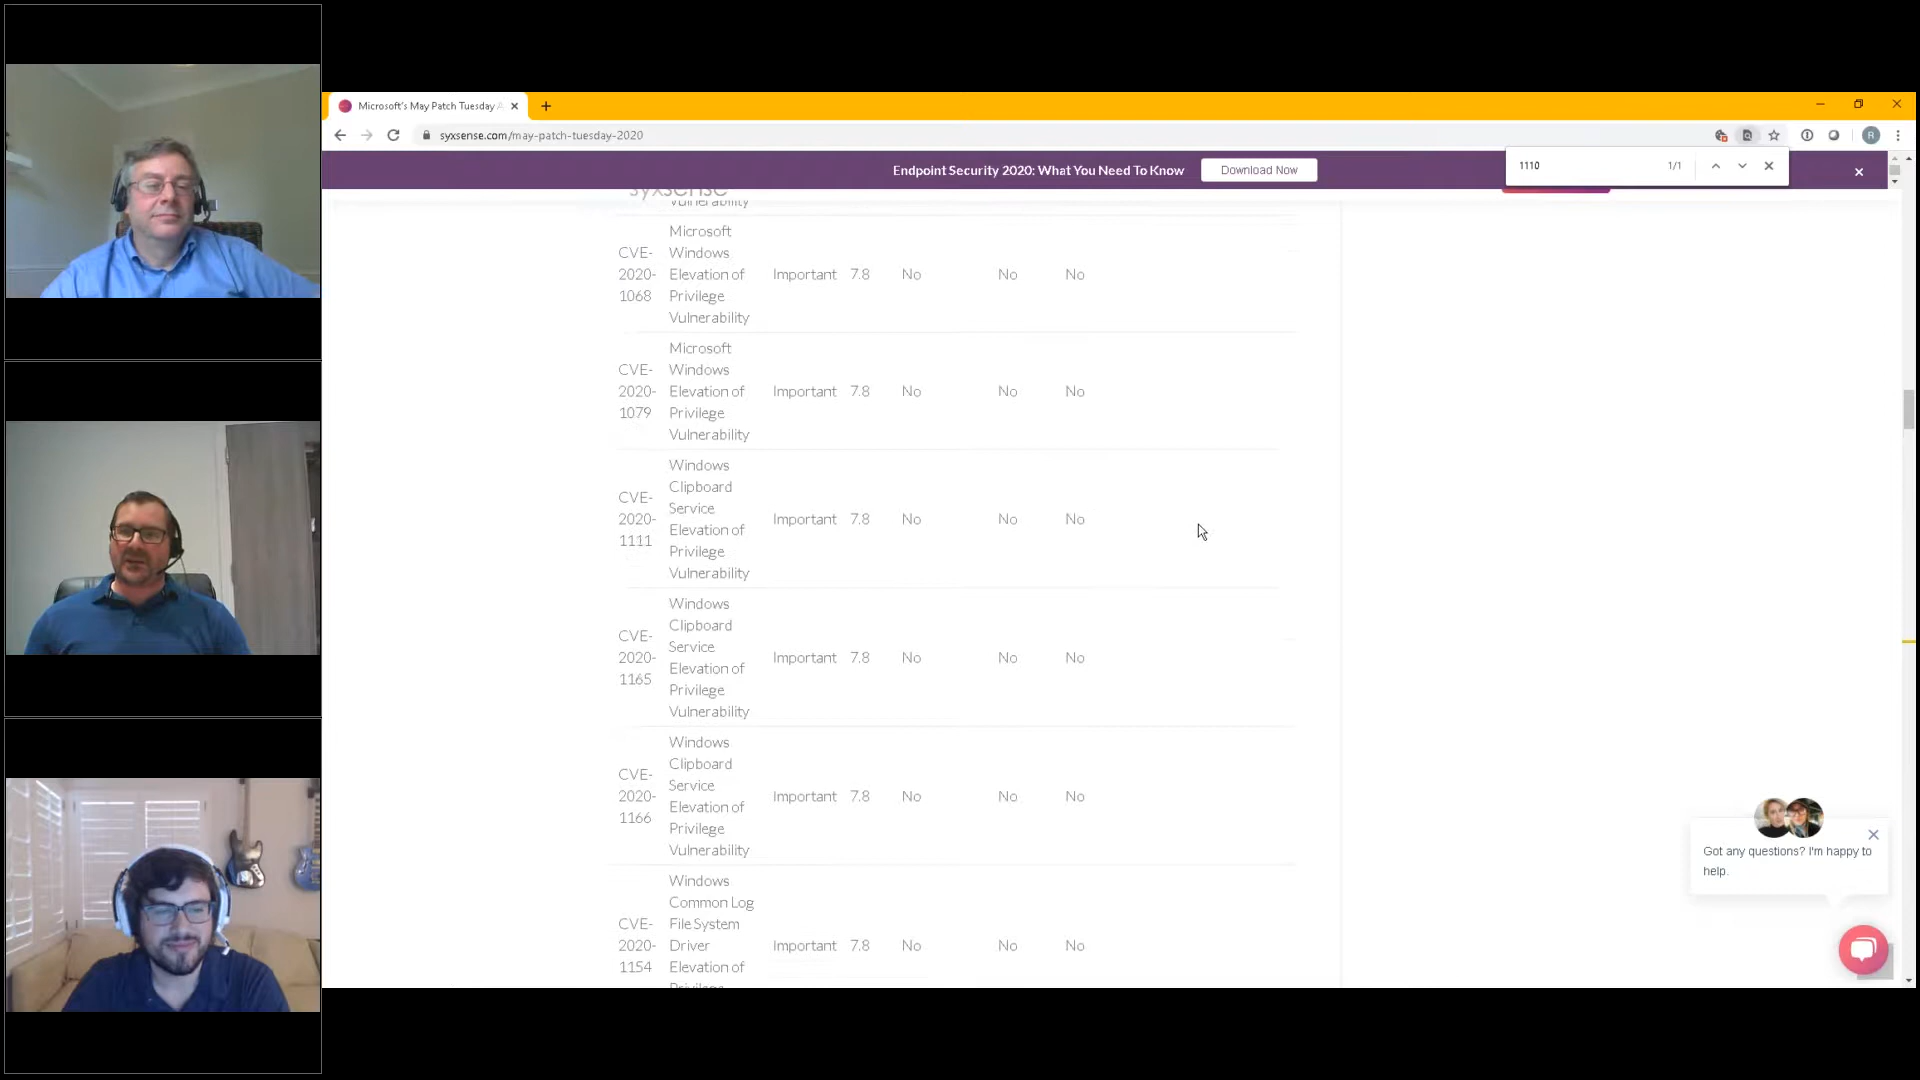 Microsoft's May Patch Tuesday
syxsense.com/may-patch-tuesday-2020
R
1110
1/1
Endpoint Security 2020: What You Need To Know
Download Now
syxsense
Vulnerability
CVE-
2020-
1068
Microsoft
Windows
Elevation of
Privilege
Vulnerability
Important 7.8 No No No
CVE-
2020-
1079
Microsoft
Windows
Elevation of
Privilege
Vulnerability
Important 7.8 No No No
CVE-
2020-
1111
Windows
Clipboard
Service
Elevation of
Privilege
Vulnerability
Important 7.8 No No No
CVE-
2020-
1165
Windows
Clipboard
Service
Elevation of
Privilege
Vulnerability
Important 7.8 No No No
CVE-
2020-
1166
Windows
Clipboard
Service
Elevation of
Privilege
Vulnerability
Important 7.8 No No No
CVE-
2020-
1154
Windows
Common Log
File System
Driver
Elevation of
Privilege
Important 7.8 No No No
Got any questions? I'm happy to
help.